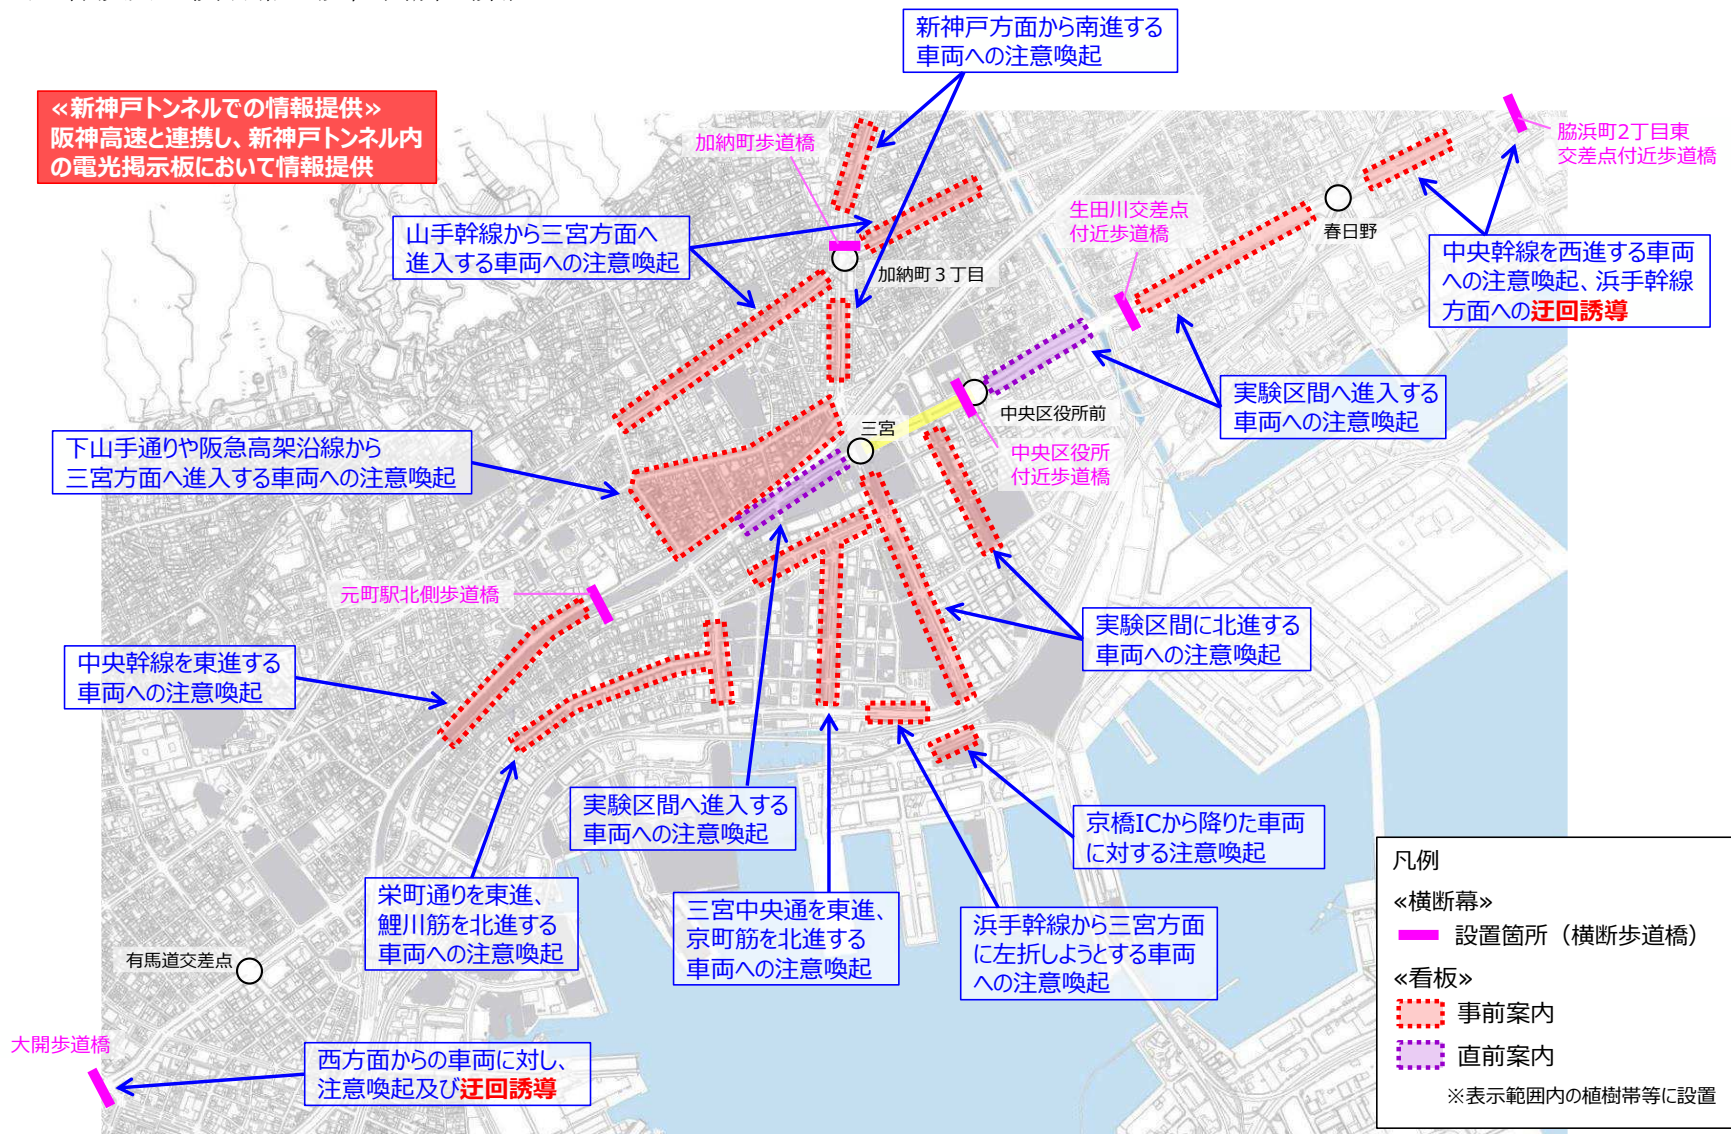 新神戸方面から南進する
車両への注意喚起
≪新神戸トンネルでの情報提供≫
阪神高速と連携し、新神戸トンネル内
の電光掲示板において情報提供
加納町歩道橋
脇浜町2丁目東
交差点付近歩道橋
山手幹線から三宮方面へ
進入する車両への注意喚起
生田川交差点
付近歩道橋
春日野
加納町３丁目
中央幹線を西進する車両
への注意喚起、浜手幹線
方面への迂回誘導
実験区間へ進入する
車両への注意喚起
中央区役所前
三宮
中央区役所
付近歩道橋
下山手通りや阪急高架沿線から
三宮方面へ進入する車両への注意喚起
元町駅北側歩道橋
実験区間に北進する
車両への注意喚起
中央幹線を東進する
車両への注意喚起
実験区間へ進入する
車両への注意喚起
京橋ICから降りた車両
に対する注意喚起
栄町通りを東進、
鯉川筋を北進する
車両への注意喚起
三宮中央通を東進、
京町筋を北進する
車両への注意喚起
浜手幹線から三宮方面
に左折しようとする車両
への注意喚起
有馬道交差点
大開歩道橋
西方面からの車両に対し、
注意喚起及び迂回誘導
凡例
≪横断幕≫
設置箇所（横断歩道橋）
≪看板≫
事前案内
直前案内
※表示範囲内の植樹帯等に設置